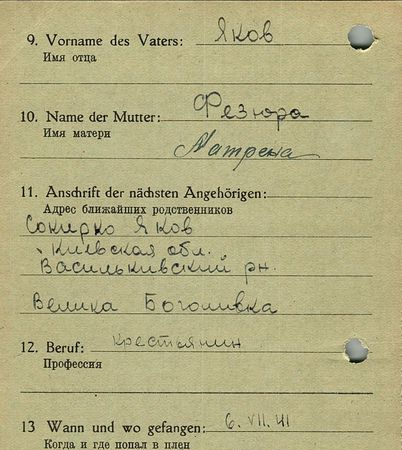 9. Vorname des Vaters: Яков
Имя отца
10. Name der Mutter: Фезюра
Имя матери
Матрена
11. Anschrift der nächsten Angehörigen:
Адрес ближайших родственников
Сокирко Яков
Киевская обл.
Василькивский рн.
Велика
12. Beruf: крестьянин
Профессия
13 Wann und wo gefangen: 6. VII. 41
Когда и где попал в плен